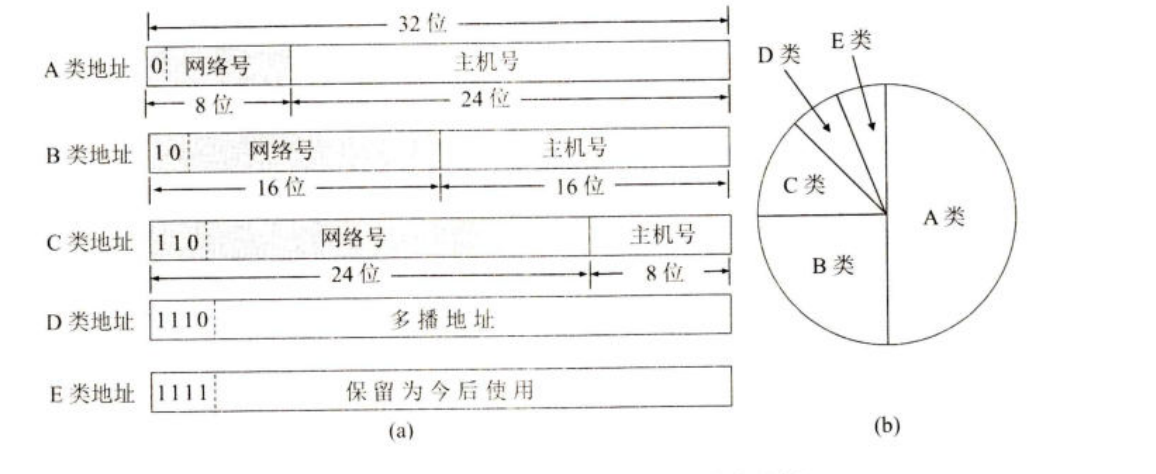 32 位
A 类地址 0 网络号 主机号
8 位 24 位
B 类地址 10 网络号 主机号
16 位 16 位
C 类地址 110 网络号 主机号
24 位 8 位
D 类地址 1110 多播地址
E 类地址 1111 保留为今后使用
(a)
D 类
E 类
C 类
A 类
B 类
(b)